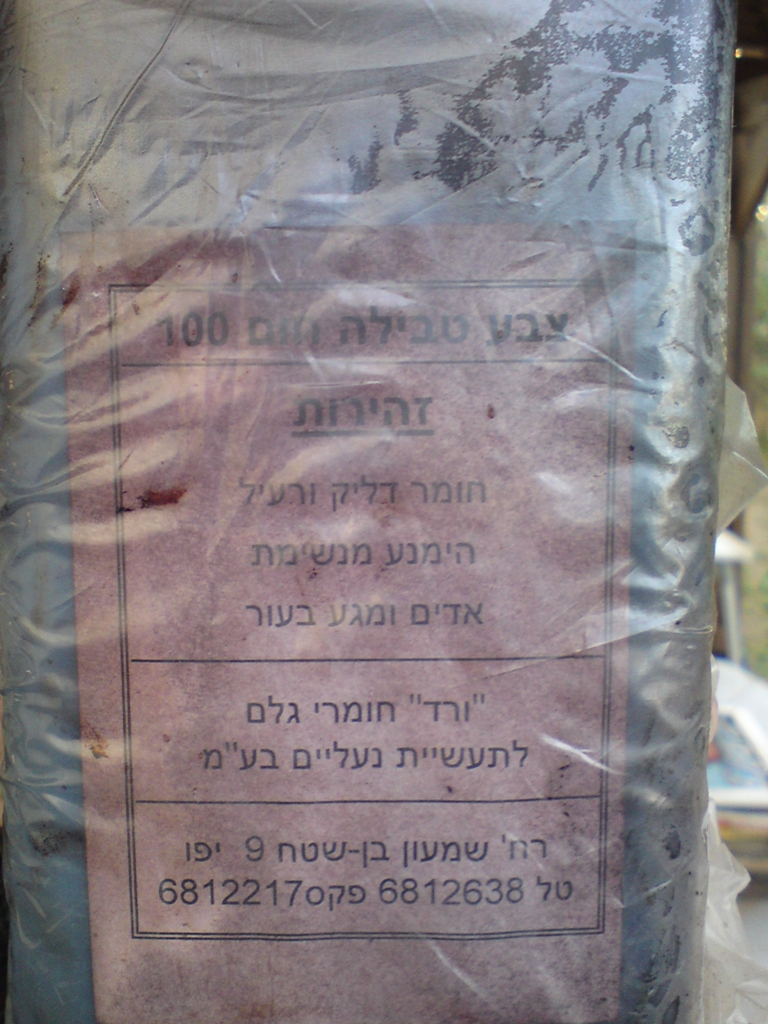 צבע טבילה חום 100
זהירות
חומר דליק ורעיל
הימנע מנשימת
אדים ומגע בעור
"ורד" חומרי גלם
לתעשיית נעליים בע"מ
רח' שמעון בן-שטח 9 יפו
טל 6812638 פקס6812217